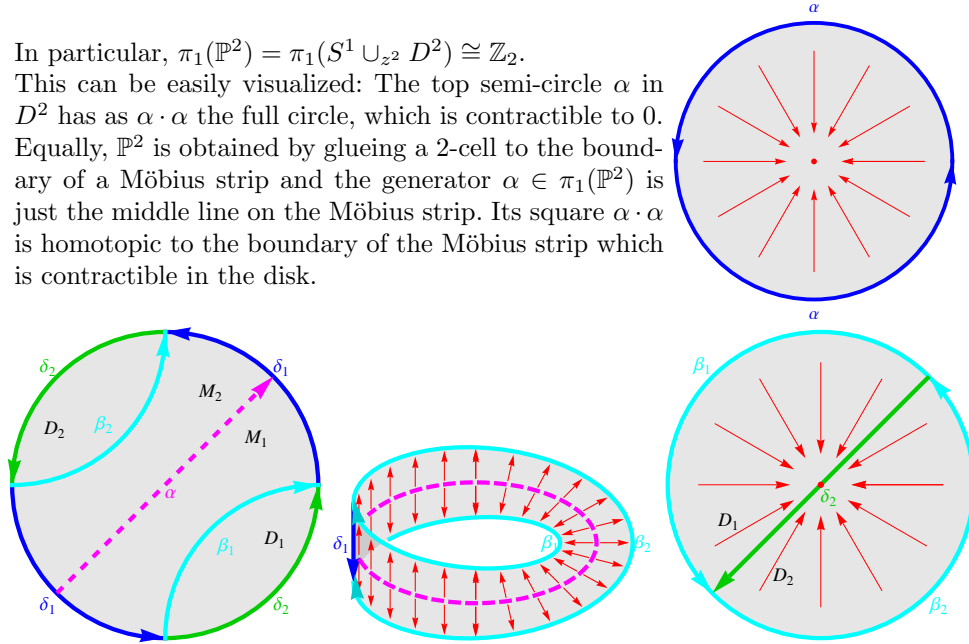 In particular, π₁(ℙ²) = π₁(S¹ ∪_{z²} D²) ≅ ℤ₂.
This can be easily visualized: The top semi-circle α in
D² has as α · α the full circle, which is contractible to 0.
Equally, ℙ² is obtained by glueing a 2-cell to the bound-
ary of a Möbius strip and the generator α ∈ π₁(ℙ²) is
just the middle line on the Möbius strip. Its square α · α
is homotopic to the boundary of the Möbius strip which
is contractible in the disk.
α
α
δ₂
δ₁
M₂
D₂
β₂
M₁
α
β₁
D₁
δ₁
δ₂
δ₁
β₁
β₂
β₁
δ₂
D₁
D₂
β₂